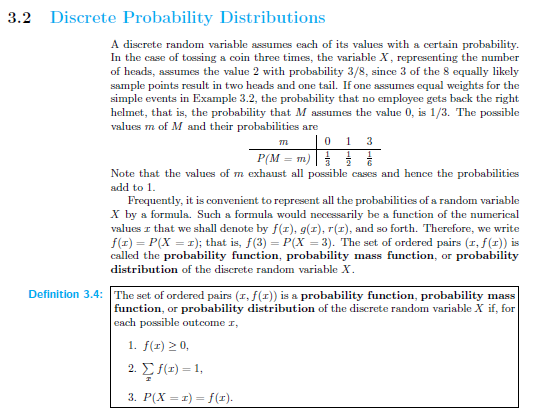 3.2 Discrete Probability Distributions
A discrete random variable assumes each of its values with a certain probability.
In the case of tossing a coin three times, the variable X, representing the number
of heads, assumes the value 2 with probability 3/8, since 3 of the 8 equally likely
sample points result in two heads and one tail. If one assumes equal weights for the
simple events in Example 3.2, the probability that no employee gets back the right
helmet, that is, the probability that M assumes the value 0, is 1/3. The possible
values m of M and their probabilities are
m | 0 1 3
P(M = m) | 1/3 1/2 1/6
Note that the values of m exhaust all possible cases and hence the probabilities
add to 1.
Frequently, it is convenient to represent all the probabilities of a random variable
X by a formula. Such a formula would necessarily be a function of the numerical
values x that we shall denote by f(x), g(x), r(x), and so forth. Therefore, we write
f(x) = P(X = x); that is, f(3) = P(X = 3). The set of ordered pairs (x, f(x)) is
called the probability function, probability mass function, or probability
distribution of the discrete random variable X.
Definition 3.4: The set of ordered pairs (x, f(x)) is a probability function, probability mass
function, or probability distribution of the discrete random variable X if, for
each possible outcome x,
1. f(x) ≥ 0,
2. ∑ₓ f(x) = 1,
3. P(X = x) = f(x).